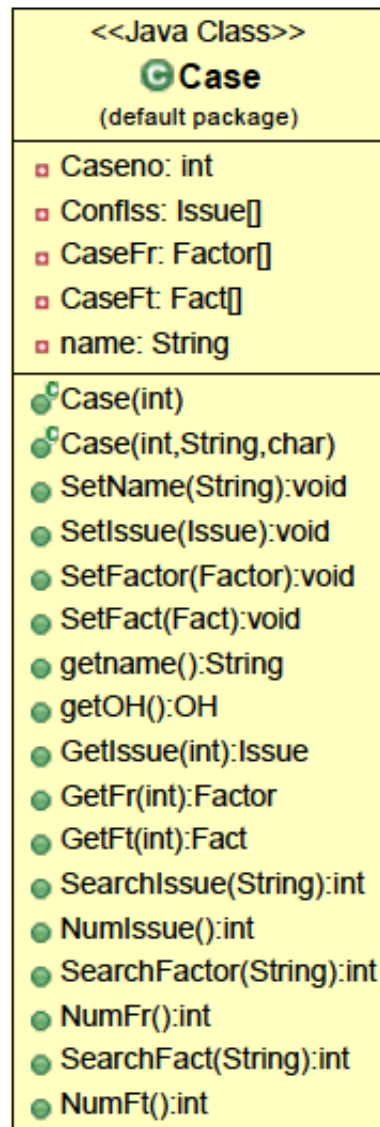 <<Java Class>>
C Case
(default package)
Caseno: int
ConfIss: Issue[]
CaseFr: Factor[]
CaseFt: Fact[]
name: String
C Case(int)
C Case(int,String,char)
SetName(String):void
SetIssue(Issue):void
SetFactor(Factor):void
SetFact(Fact):void
getname():String
getOH():OH
GetIssue(int):Issue
GetFr(int):Factor
GetFt(int):Fact
SearchIssue(String):int
NumIssue():int
SearchFactor(String):int
NumFr():int
SearchFact(String):int
NumFt():int